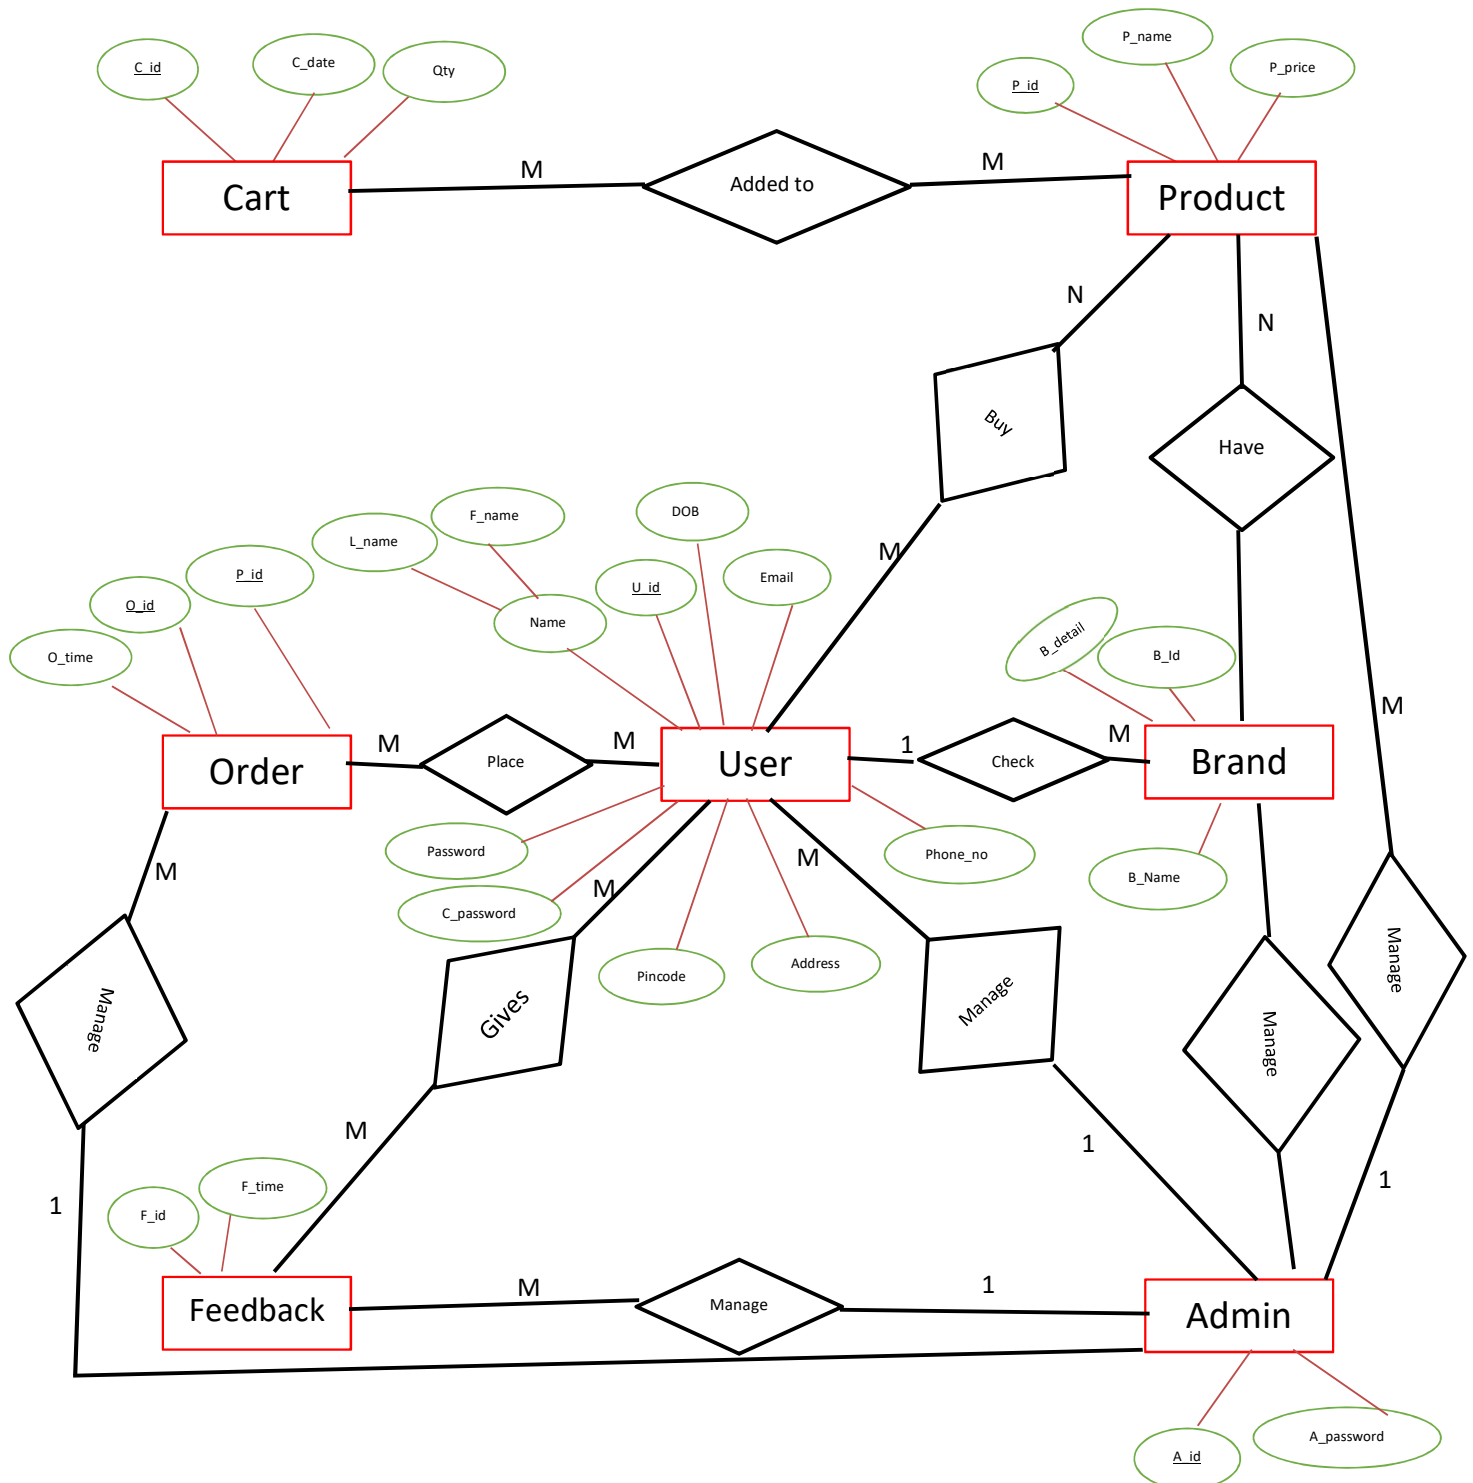 C_id
C_date
Qty
P_id
P_name
P_price
Cart
M
Added to
M
Product
N
N
Buy
Have
M
F_name
L_name
DOB
Email
U_id
Name
P_id
O_id
O_time
B_detail
B_Id
M
Order
M
Place
M
User
1
Check
M
Brand
Password
C_password
Pincode
Address
Phone_no
B_Name
M
M
M
Manage
Gives
Manage
Manage
Manage
M
1
1
1
F_id
F_time
Feedback
M
Manage
1
Admin
A_id
A_password